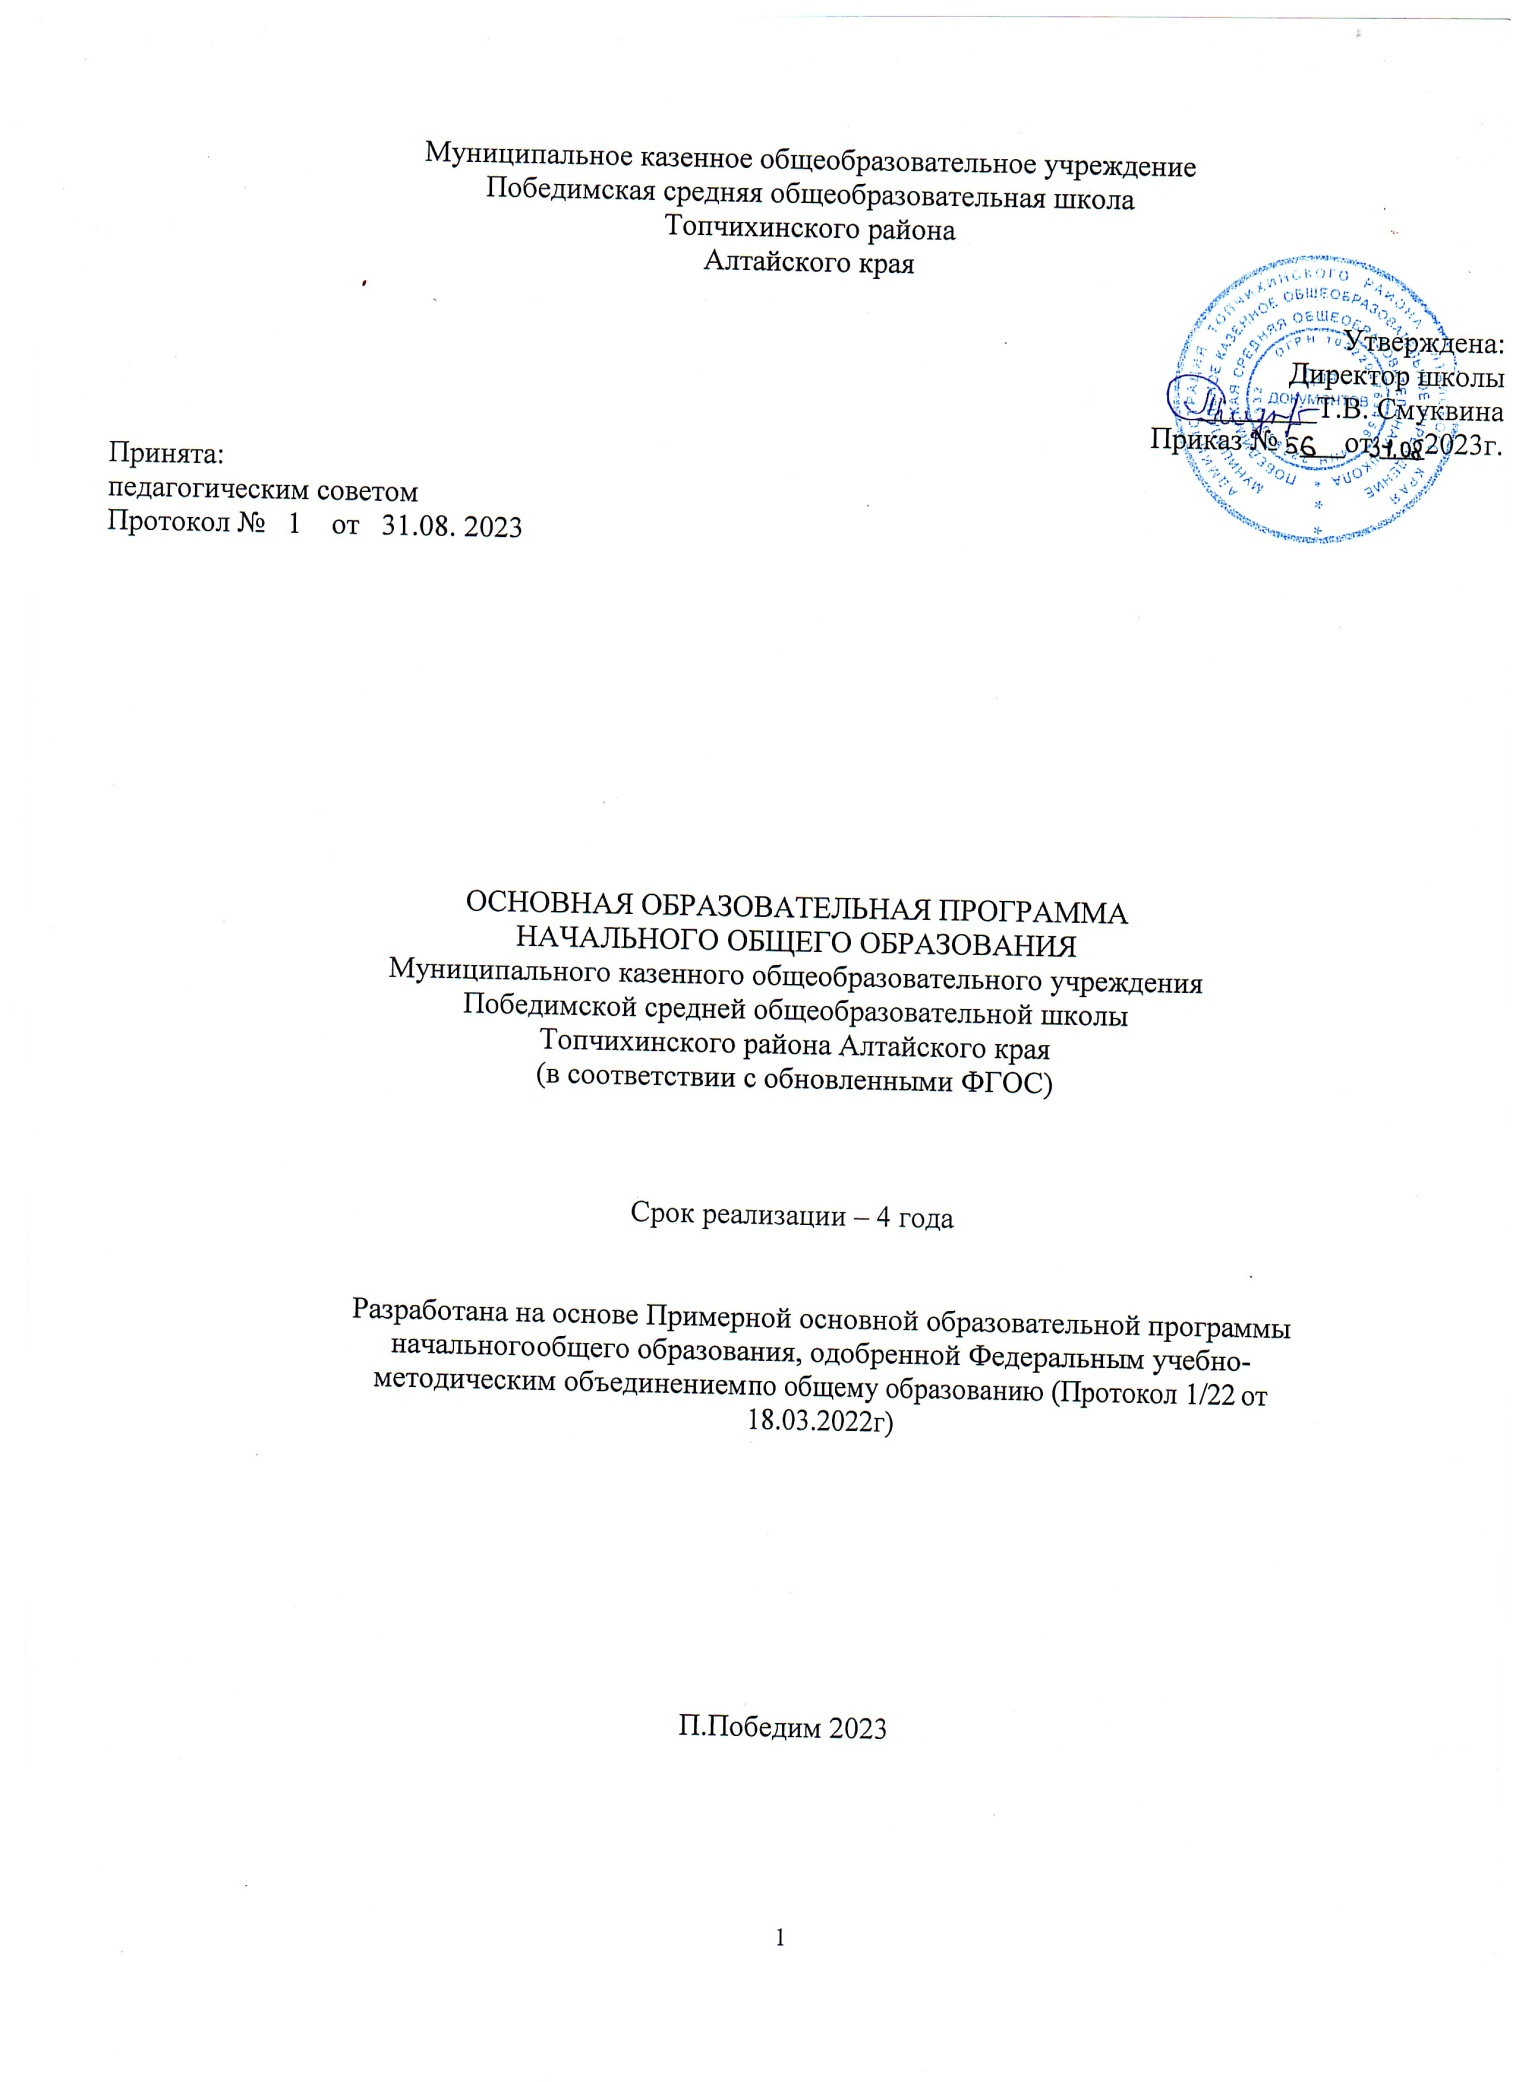 Муниципальное казенное общеобразовательное учреждение
Победимская средняя общеобразовательная школа
Топчихинского района
Алтайского края
Утверждена:
Директор школы
Г.В. Смуквина
Приказ № 56 от 31.08 2023г.
Принята:
педагогическим советом
Протокол № 1 от 31.08. 2023
ОСНОВНАЯ ОБРАЗОВАТЕЛЬНАЯ ПРОГРАММА
НАЧАЛЬНОГО ОБЩЕГО ОБРАЗОВАНИЯ
Муниципального казенного общеобразовательного учреждения
Победимской средней общеобразовательной школы
Топчихинского района Алтайского края
(в соответствии с обновленными ФГОС)
Срок реализации – 4 года
Разработана на основе Примерной основной образовательной программы
начальногообщего образования, одобренной Федеральным учебно-
методическим объединениемпо общему образованию (Протокол 1/22 от
18.03.2022г)
П.Победим 2023
1